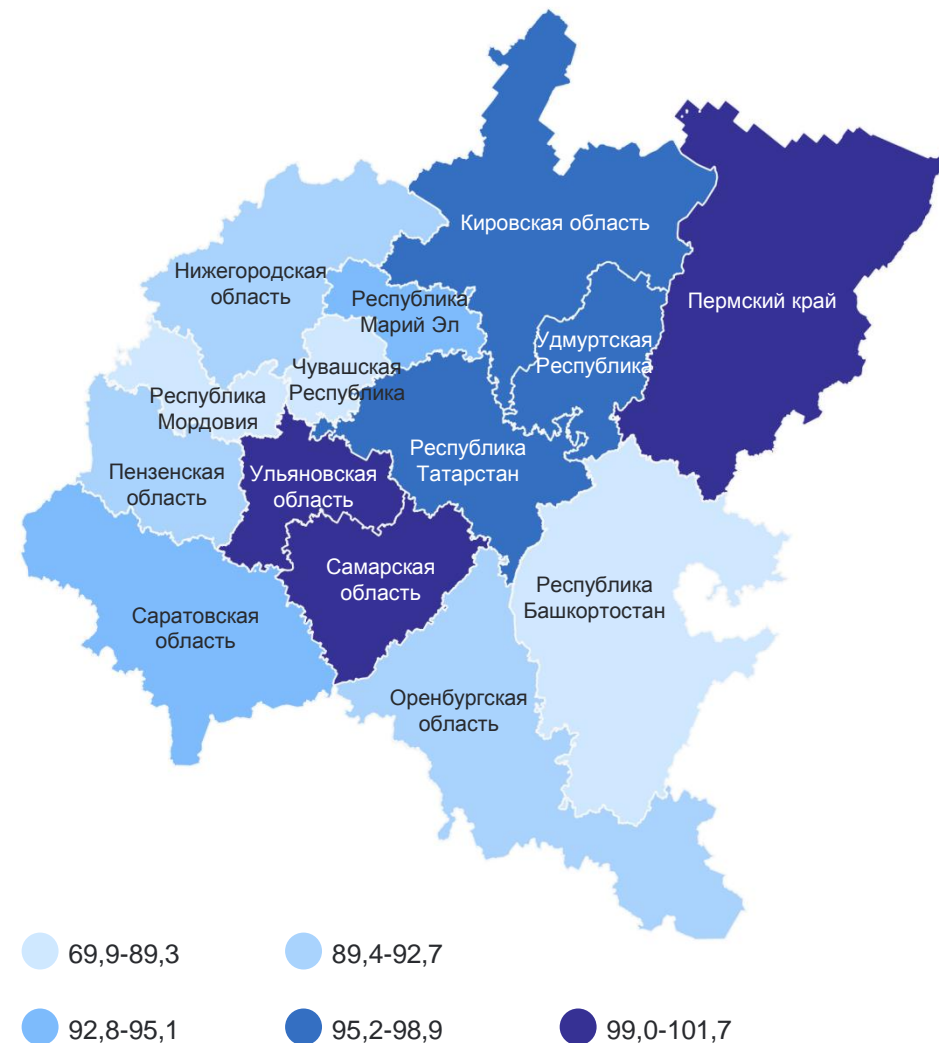 Кировская область
Пермский край
Нижегородская
область
Республика
Марий Эл
Удмуртская
Республика
Чувашская
Республика
Республика
Мордовия
Республика
Татарстан
Пензенская
область
Ульяновская
область
Самарская
область
Республика
Башкортостан
Саратовская
область
Оренбургская
область
69,9-89,3
89,4-92,7
92,8-95,1
95,2-98,9
99,0-101,7